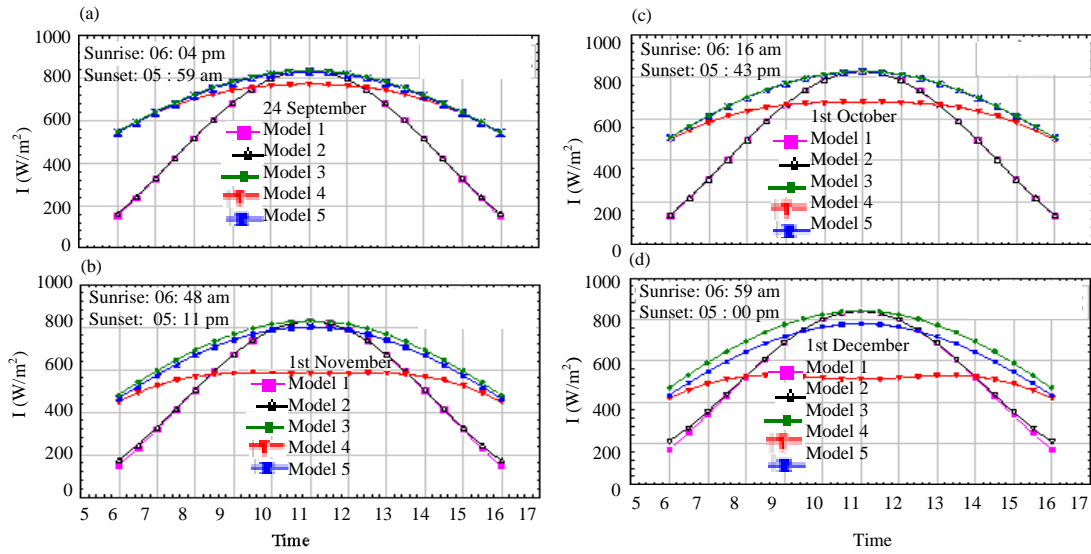 (a)
1000
800
600
400
200
0
I (W/m²)
Sunrise: 06: 04 pm
Sunset: 05 : 59 am
24 September
Model 1
Model 2
Model 3
Model 4
Model 5
(c)
1000
800
600
400
200
0
I (W/m²)
Sunrise: 06: 16 am
Sunset: 05 : 43 pm
1st October
Model 1
Model 2
Model 3
Model 4
Model 5
(b)
1000
800
600
400
200
0
I (W/m²)
Sunrise: 06: 48 am
Sunset: 05: 11 pm
1st November
Model 1
Model 2
Model 3
Model 4
Model 5
5 6 7 8 9 10 11 12 13 14 15 16 17
Time
(d)
1000
800
600
400
200
0
I (W/m²)
Sunrise: 06: 59 am
Sunset: 05 : 00 pm
1st December
Model 1
Model 2
Model 3
Model 4
Model 5
5 6 7 8 9 10 11 12 13 14 15 16 17
Time